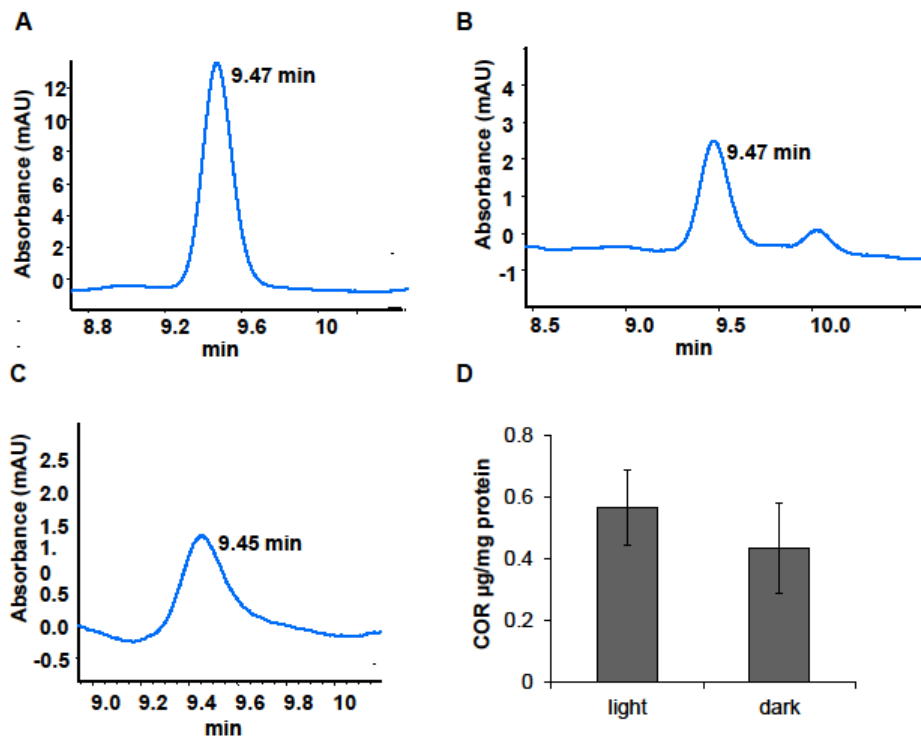 A
Absorbance (mAU)
12
10
8
6
4
2
0
9.47 min
8.8 9.2 9.6 10
min
B
Absorbance (mAU)
4
3
2
1
0
-1
9.47 min
8.5 9.0 9.5 10.0
min
C
Absorbance (mAU)
2.5
2.0
1.5
1.
0
0.5
0.0
-0.5
9.45 min
9.0 9.2 9.4 9.4 10
min
D
COR µg/mg protein
0.8
0.6
0.4
0.2
0
light dark